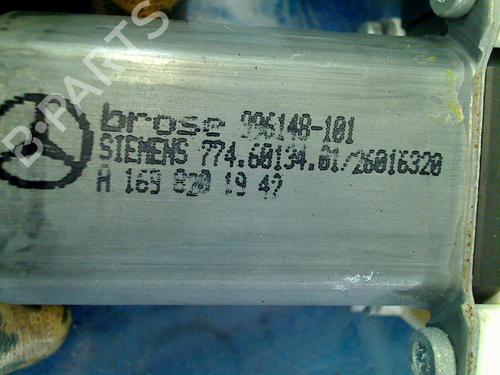 B-PARTS
brose 996148-101
SIEMENS 774.60134.01/26016320
A 169 820 19 42